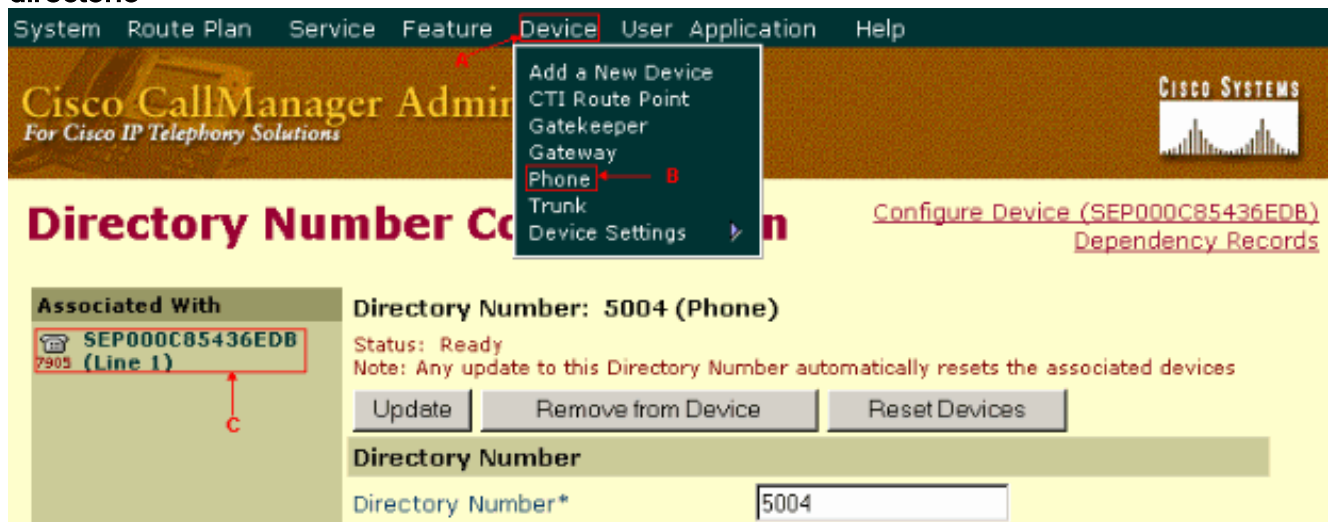 System Route Plan Service Feature Device User Application Help
A
Add a New Device
CTI Route Point
Gatekeeper
Gateway
Phone B
Trunk
Device Settings
Cisco CallManager Admin
For Cisco IP Telephony Solutions
CISCO SYSTEMS
Directory Number Co n
Configure Device (SEP000C85436EDB)
Dependency Records
Associated With
SEP000C85436EDB
7905 (Line 1)
C
Directory Number: 5004 (Phone)
Status: Ready
Note: Any update to this Directory Number automatically resets the associated devices
Update Remove from Device Reset Devices
Directory Number
Directory Number* 5004